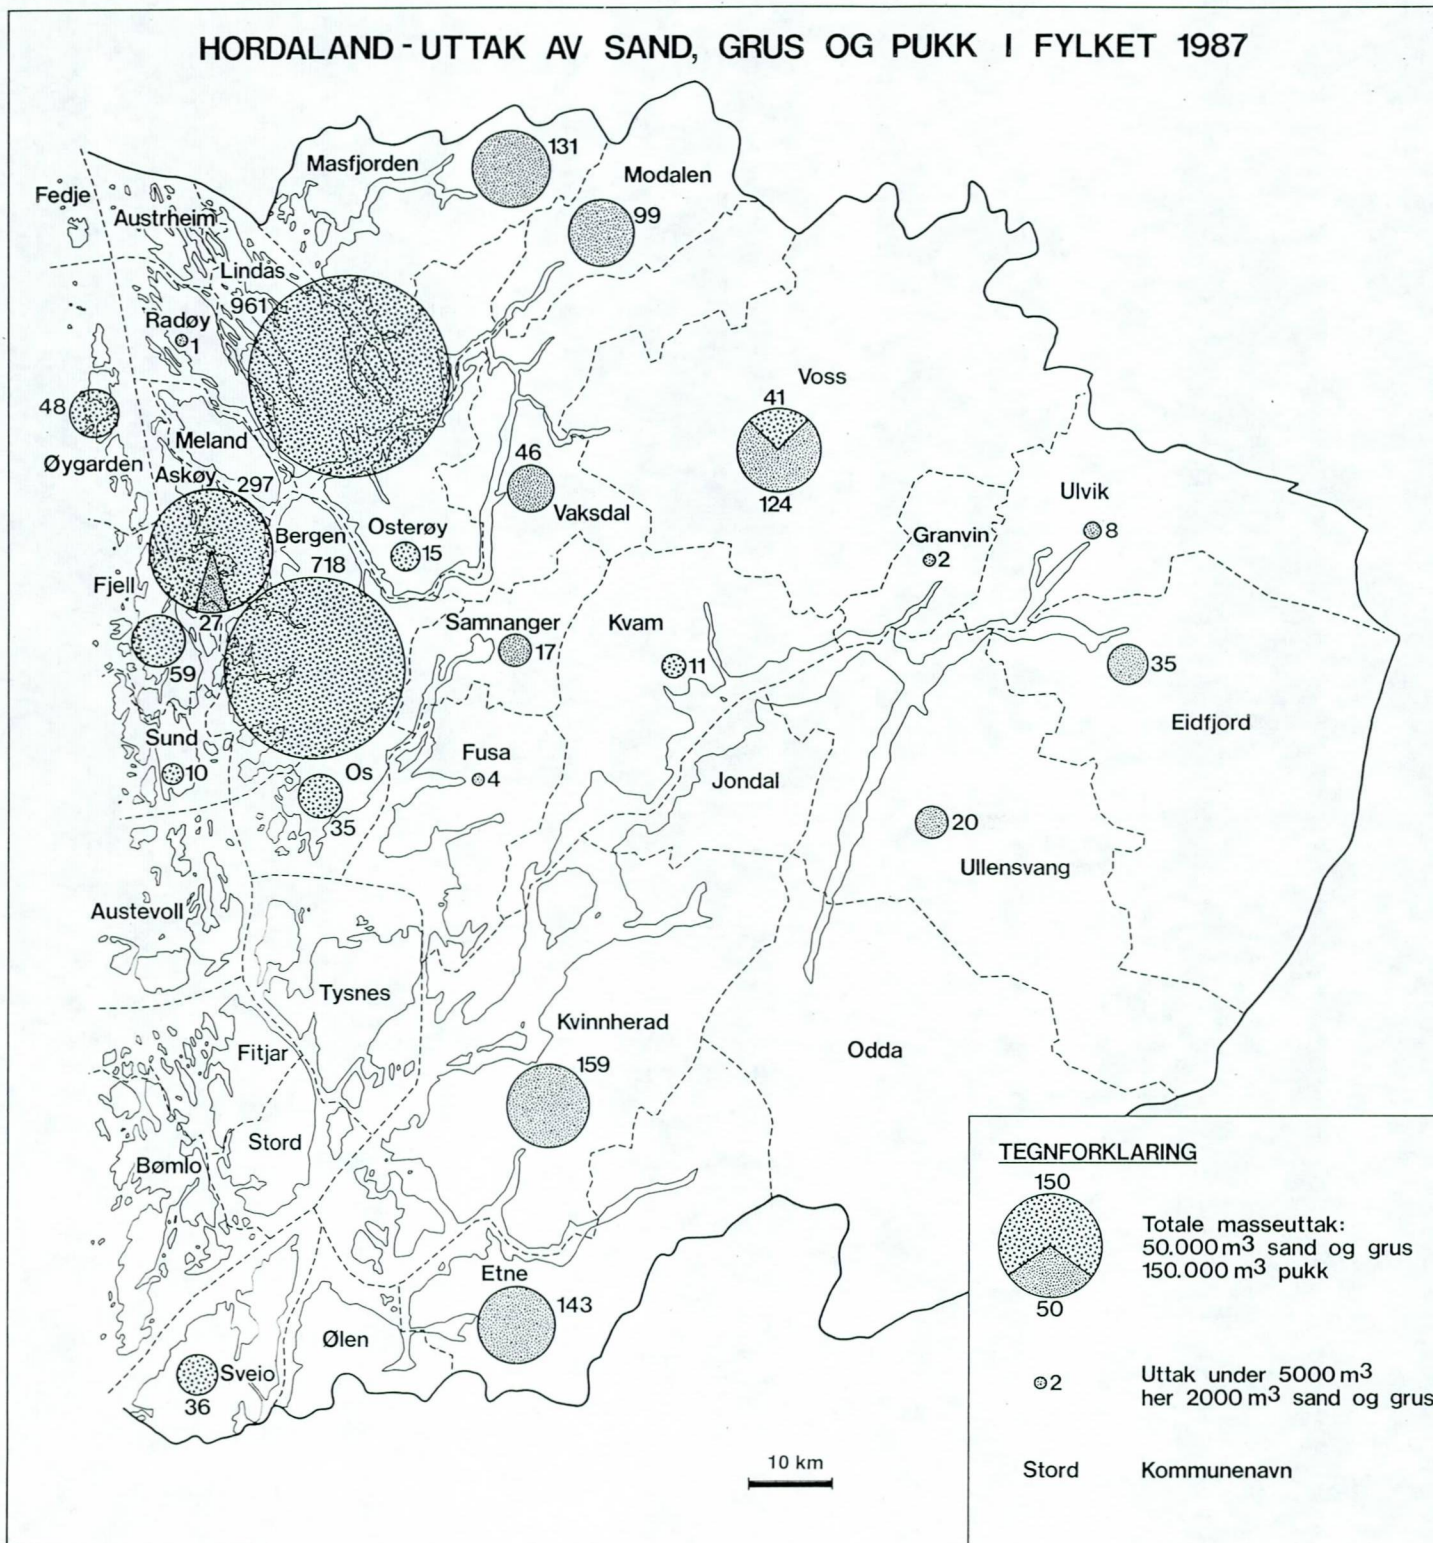 HORDALAND - UTTAK AV SAND, GRUS OG PUKK I FYLKET 1987
Masfjorden
131
Modalen
99
Fedje
Austrheim
Lindås
961
Radøy
1
Voss
41
124
48
Øygarden
Meland
Askøy
297
27
46
Vaksdal
Ulvik
8
Bergen
718
Osterøy
15
Granvin
2
Fjell
59
Samnanger
17
Kvam
11
35
Eidfjord
Sund
10
Os
35
Fusa
4
Jondal
20
Ullensvang
Austevoll
Tysnes
Kvinnherad
159
Fitjar
Odda
Stord
Bømlo
Etne
143
Ølen
Sveio
36
10 km
TEGNFORKLARING
150
50
Totale masseuttak:
50.000 m³ sand og grus
150.000 m³ pukk
2
Uttak under 5000 m³
her 2000 m³ sand og grus
Stord
Kommunenavn